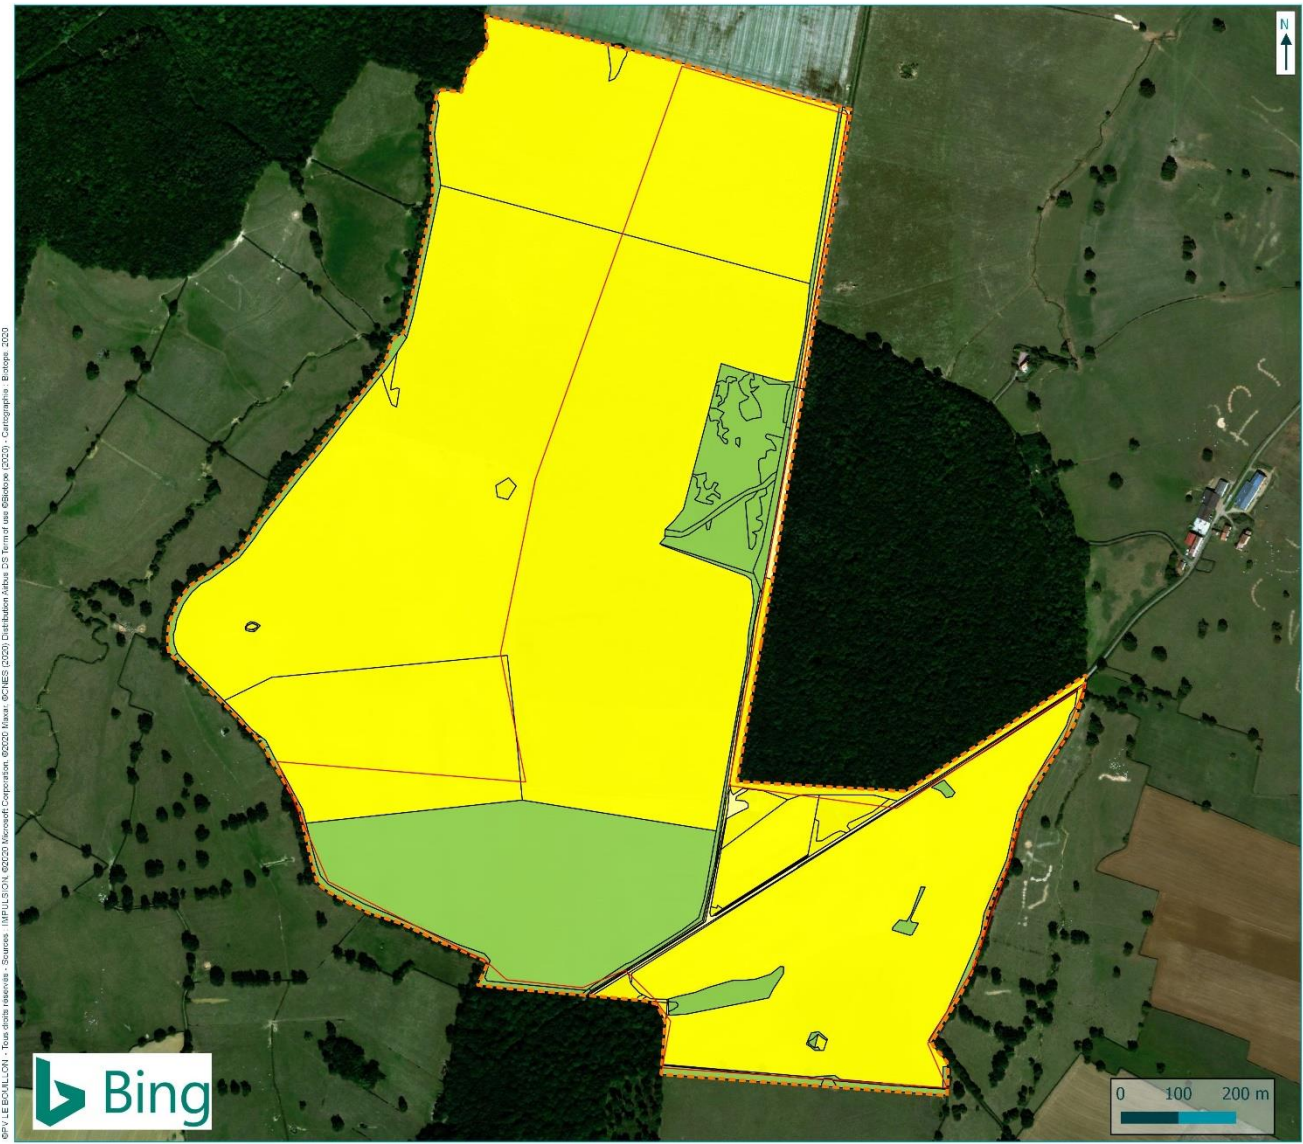 N
©PV LE BOUILLON - Tous droits réservés - Sources : IMPULSION, ©2020 Microsoft Corporation, ©2020 Maxar, ©CNES (2020) Distribution Airbus DS Term of use ©Biotope (2020) - Cartographie : Biotope, 2020
Bing
0 100 200 m